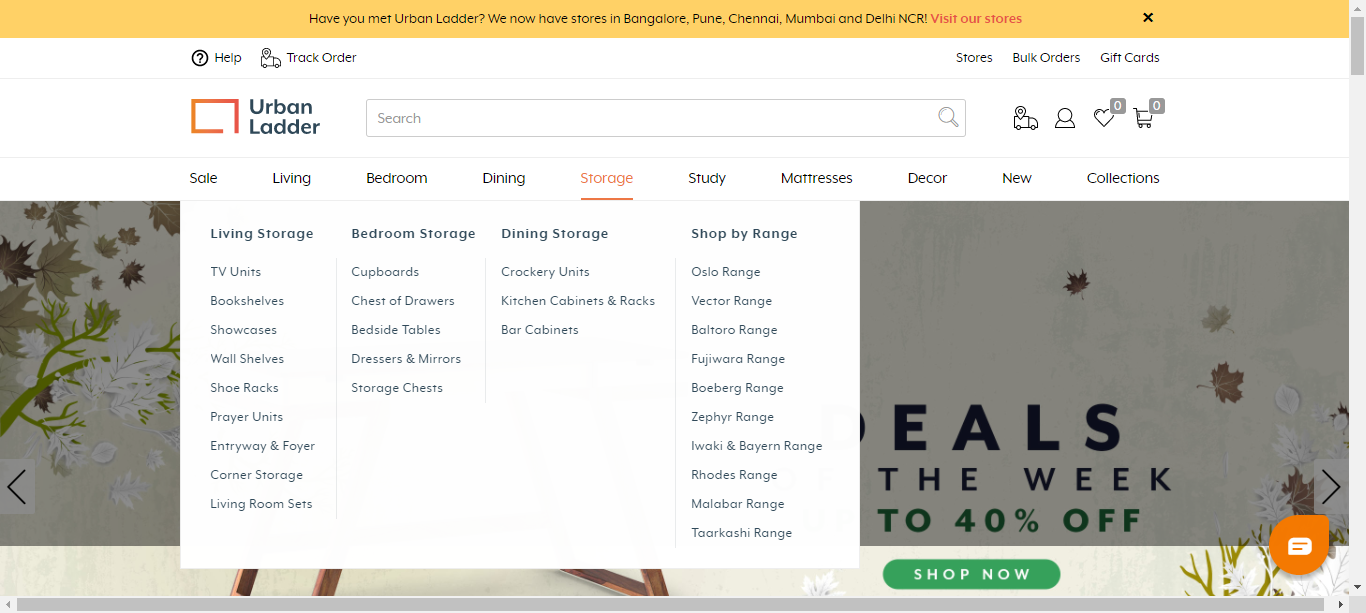 Have you met Urban Ladder? We now have stores in Bangalore, Pune, Chennai, Mumbai and Delhi NCR! Visit our stores
Help
Track Order
Stores
Bulk Orders
Gift Cards
Urban
Ladder
Search
0
0
Sale
Living
Bedroom
Dining
Storage
Study
Mattresses
Decor
New
Collections
Living Storage
TV Units
Bookshelves
Showcases
Wall Shelves
Shoe Racks
Prayer Units
Entryway & Foyer
Corner Storage
Living Room Sets
Bedroom Storage
Cupboards
Chest of Drawers
Bedside Tables
Dressers & Mirrors
Storage Chests
Dining Storage
Crockery Units
Kitchen Cabinets & Racks
Bar Cabinets
Shop by Range
Oslo Range
Vector Range
Baltoro Range
Fujiwara Range
Boeberg Range
Zephyr Range
Iwaki & Bayern Range
Rhodes Range
Malabar Range
Taarkashi Range
DEALS
OF THE WEEK
UP TO 40% OFF
SHOP NOW